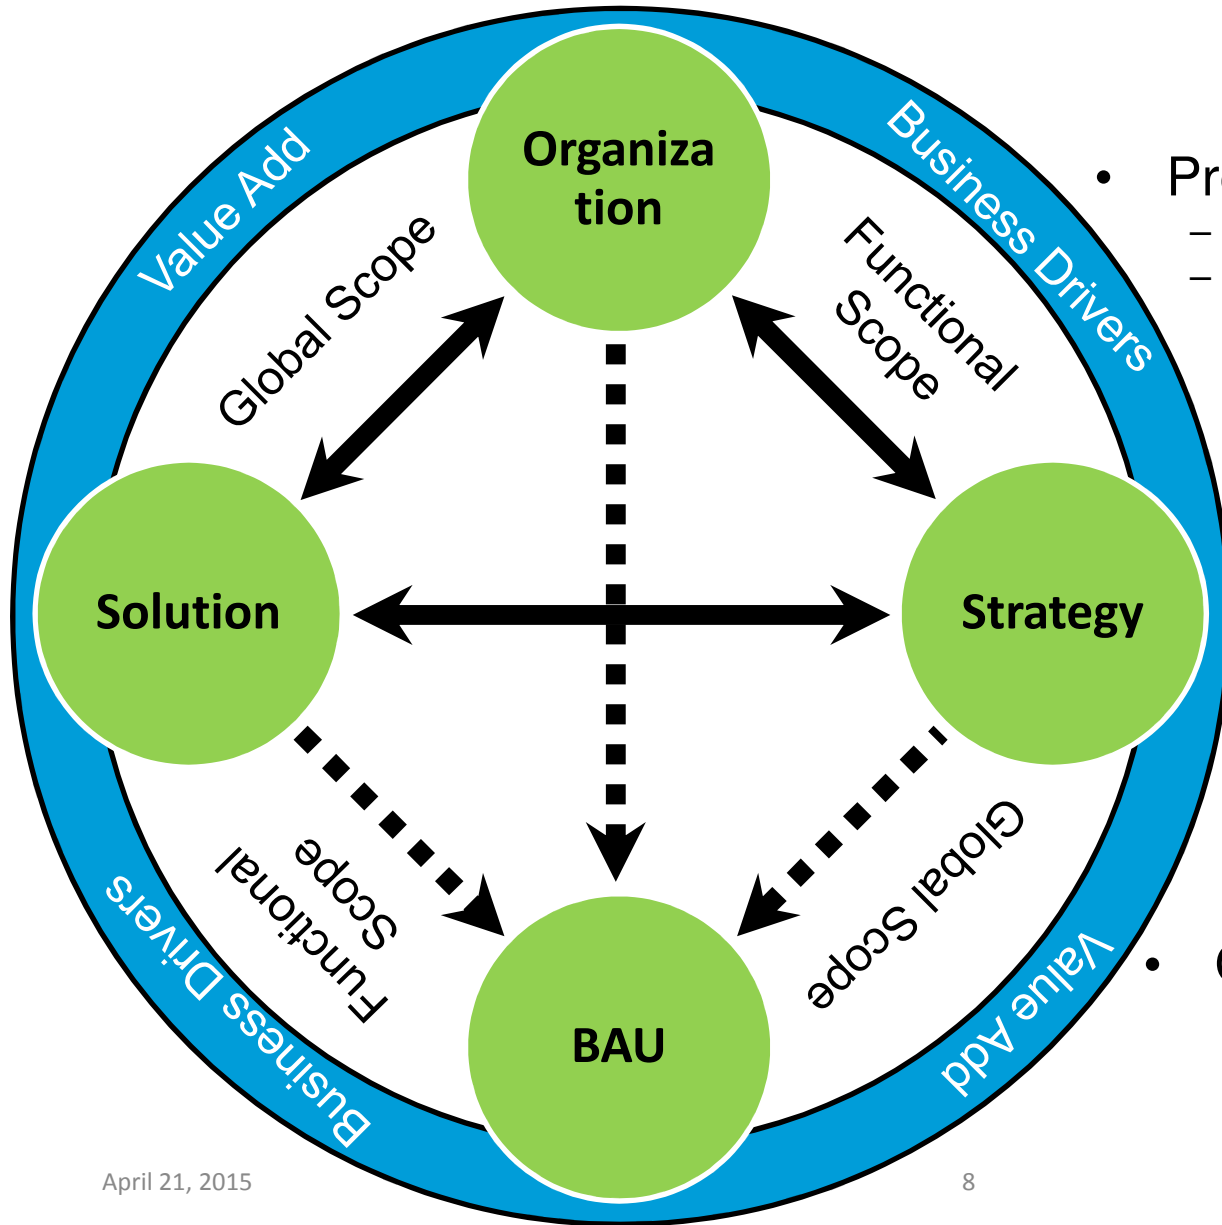 Value Add
Business Drivers
Organiza
tion
Global Scope
Functional
Scope
•
–
–
Solution
Strategy
Functional
Scope
Global Scope
Business Drivers
Value Add
•
BAU
April 21, 2015
8